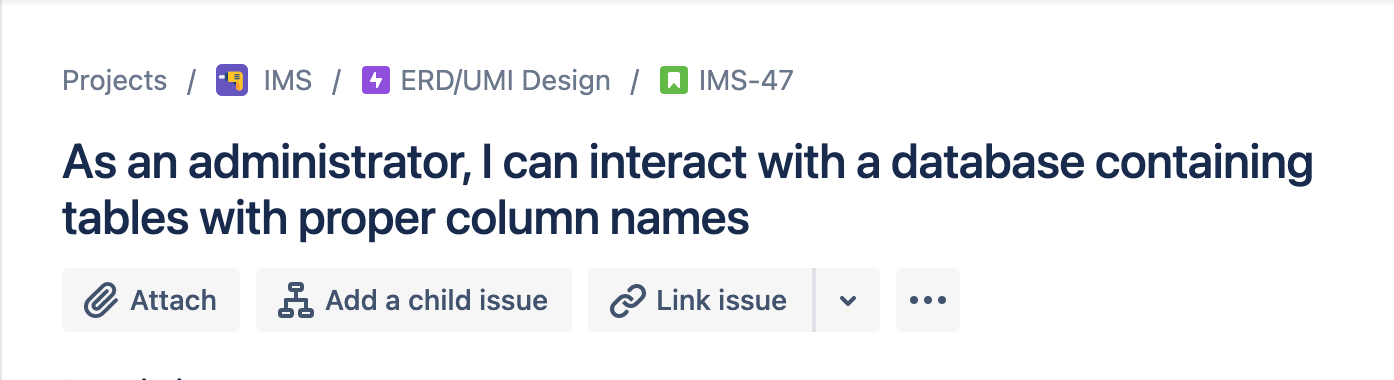 Projects / IMS / ERD/UMI Design / IMS-47
As an administrator, I can interact with a database containing
tables with proper column names
Attach Add a child issue Link issue